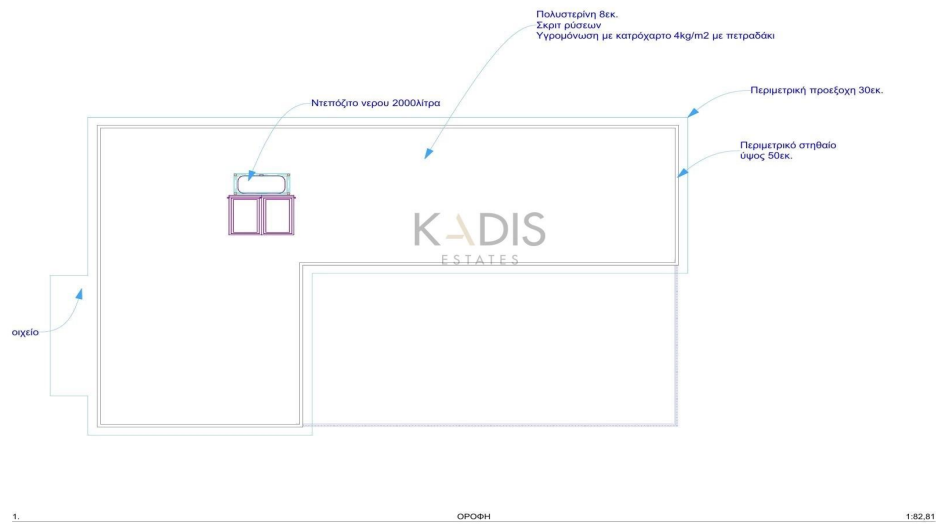 Πολυστερίνη 8εκ.
Σκριτ ρύσεων
Υγρομόνωση με κατρόχαρτο 4kg/m2 με πετραδάκι
Περιμετρική προεξοχη 30εκ.
Ντεπόζιτο νερου 2000λίτρα
Περιμετρικό στηθαίο
ύψος 50εκ.
KADIS
ESTATES
οιχείο
1.
ΟΡΟΦΗ
1:82,81